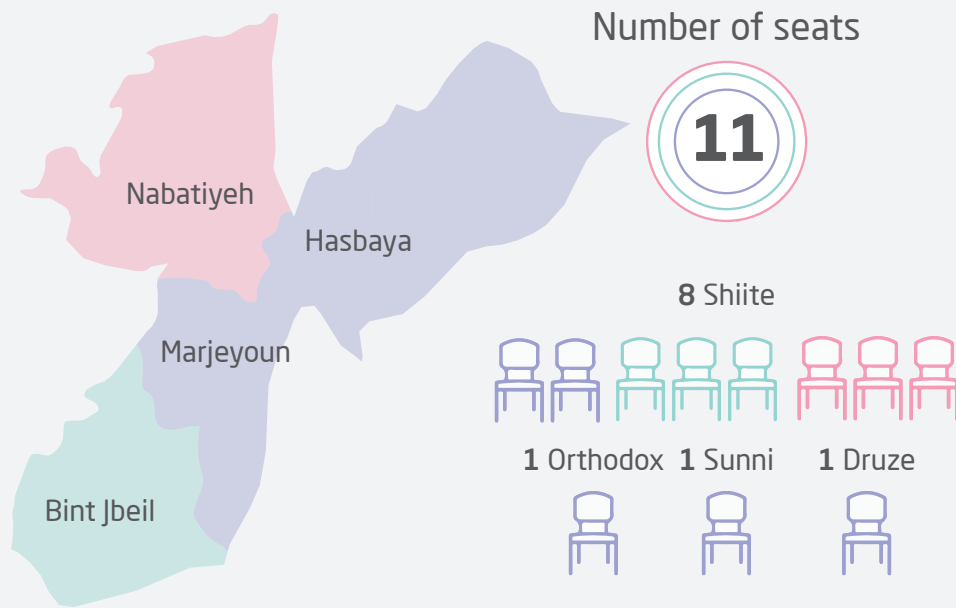 Number of seats
11
Nabatiyeh
Hasbaya
8 Shiite
Marjeyoun
1 Orthodox
1 Sunni
1 Druze
Bint Jbeil